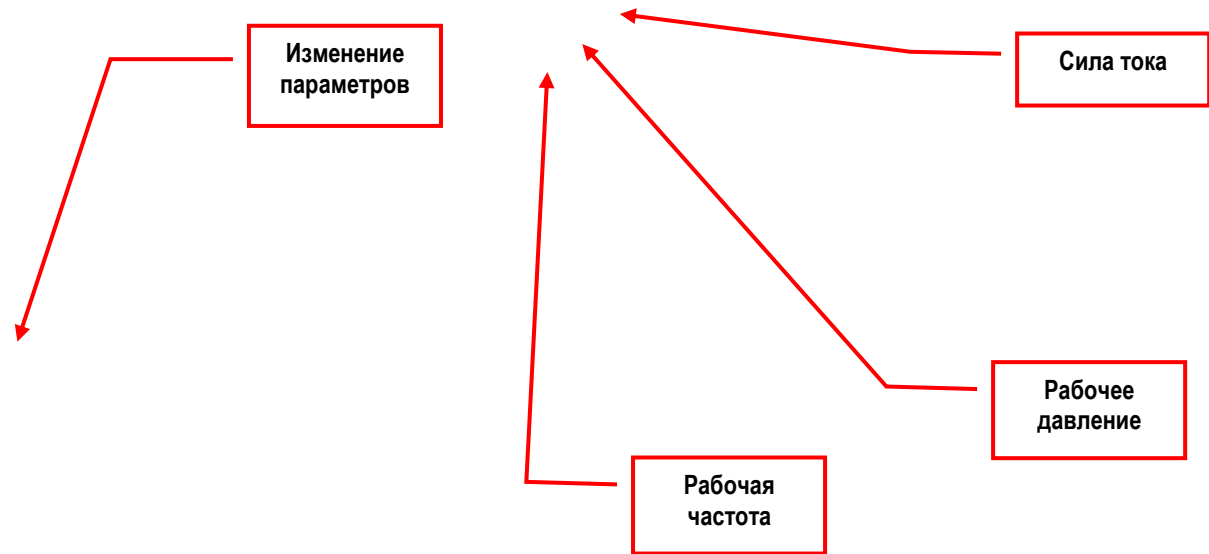 Изменение
параметров
Сила тока
Рабочее
давление
Рабочая
частота